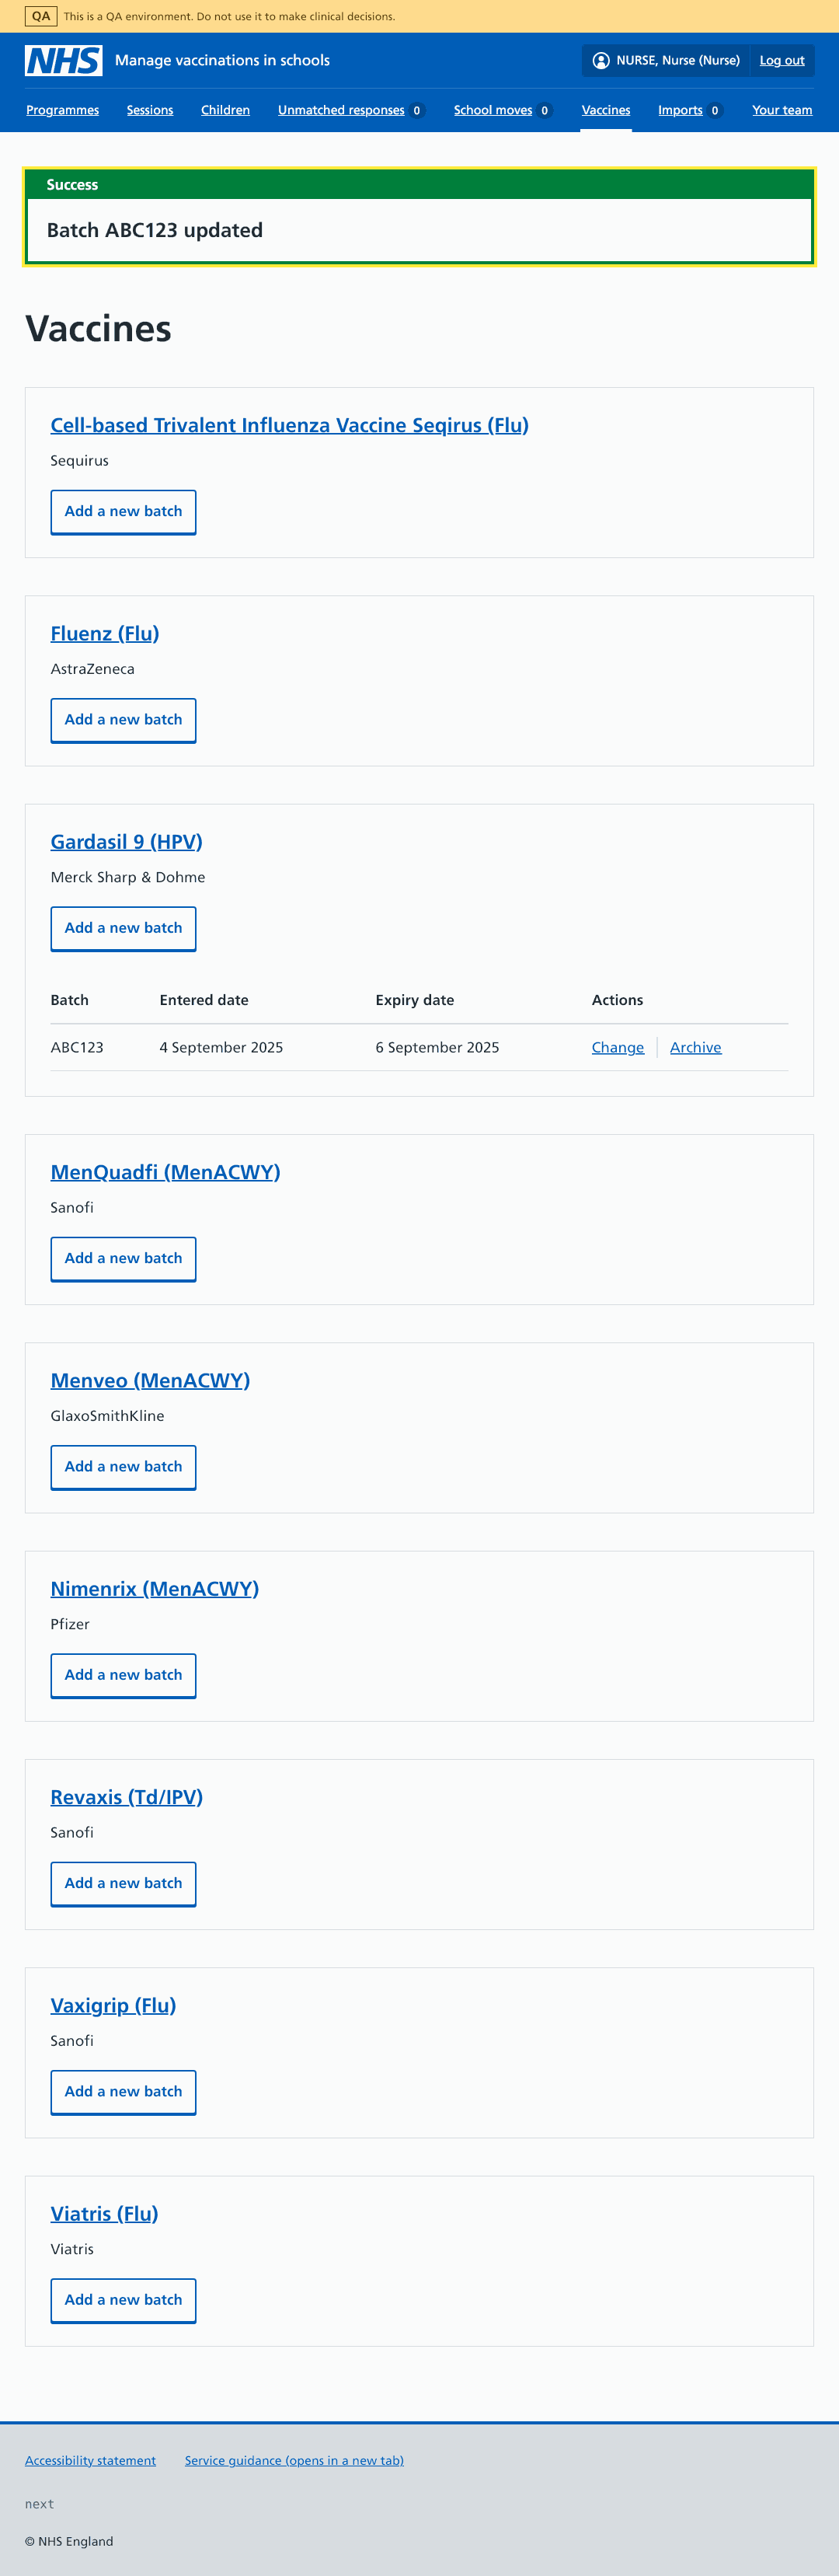 QA This is a QA environment. Do not use it to make clinical decisions.
NHS Manage vaccinations in schools NURSE, Nurse (Nurse) Log out
Programmes Sessions Children Unmatched responses 0 School moves 0 Vaccines Imports 0 Your team
Success
Batch ABC123 updated
Vaccines
Cell-based Trivalent Influenza Vaccine Seqirus (Flu)
Sequirus
Add a new batch
Fluenz (Flu)
AstraZeneca
Add a new batch
Gardasil 9 (HPV)
Merck Sharp & Dohme
Add a new batch
Batch Entered date Expiry date Actions
ABC123 4 September 2025 6 September 2025 Change Archive
MenQuadfi (MenACWY)
Sanofi
Add a new batch
Menveo (MenACWY)
GlaxoSmithKline
Add a new batch
Nimenrix (MenACWY)
Pfizer
Add a new batch
Revaxis (Td/IPV)
Sanofi
Add a new batch
Vaxigrip (Flu)
Sanofi
Add a new batch
Viatris (Flu)
Viatris
Add a new batch
Accessibility statement Service guidance (opens in a new tab)
next
© NHS England